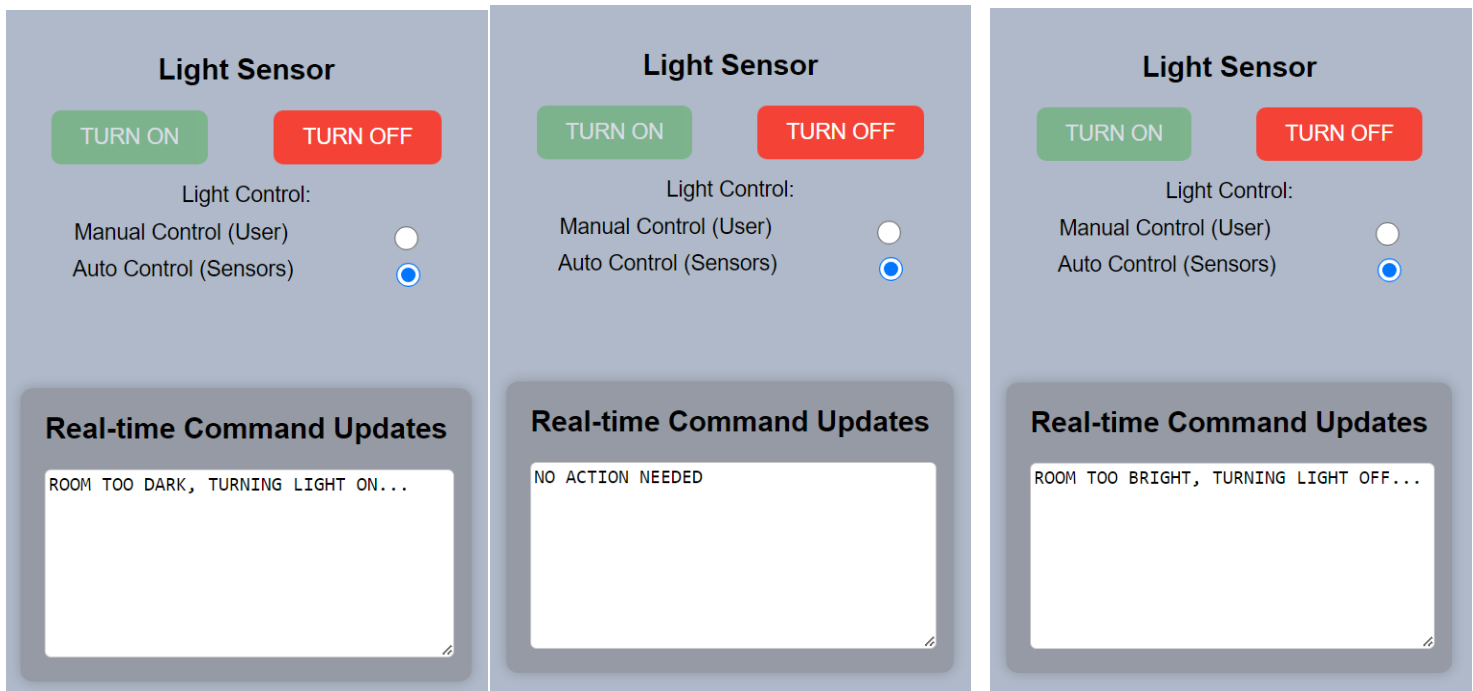 Light Sensor
TURN ON
TURN OFF
Light Control:
Manual Control (User)
Auto Control (Sensors)
Real-time Command Updates
ROOM TOO DARK, TURNING LIGHT ON...
Light Sensor
TURN ON
TURN OFF
Light Control:
Manual Control (User)
Auto Control (Sensors)
Real-time Command Updates
NO ACTION NEEDED
Light Sensor
TURN ON
TURN OFF
Light Control:
Manual Control (User)
Auto Control (Sensors)
Real-time Command Updates
ROOM TOO BRIGHT, TURNING LIGHT OFF...